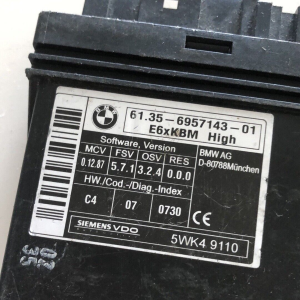 BMW
61.35-6957143-01
E6xKBM High
Software, Version
MCV FSV OSV RES
0.12.87 5.7.1 3.2.4 0.0.0
HW./Cod.-/Diag.-Index
C4 07 0730
BMW AG
D-80788München
CE
SIEMENS VDO
5WK4 9110